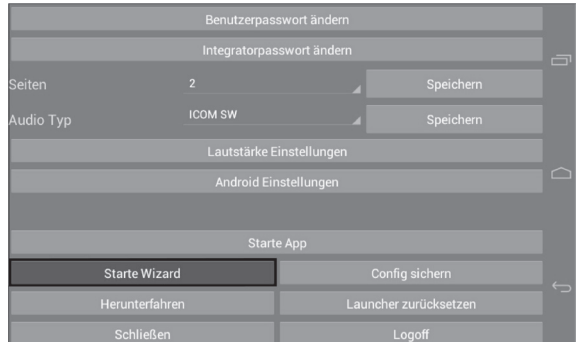 Benutzerpasswort ändern
Integratorpasswort ändern
Seiten 2 Speichern
Audio Typ ICOM SW Speichern
Lautstärke Einstellungen
Android Einstellungen
Starte App
Starte Wizard Config sichern
Herunterfahren Launcher zurücksetzen
Schließen Logoff